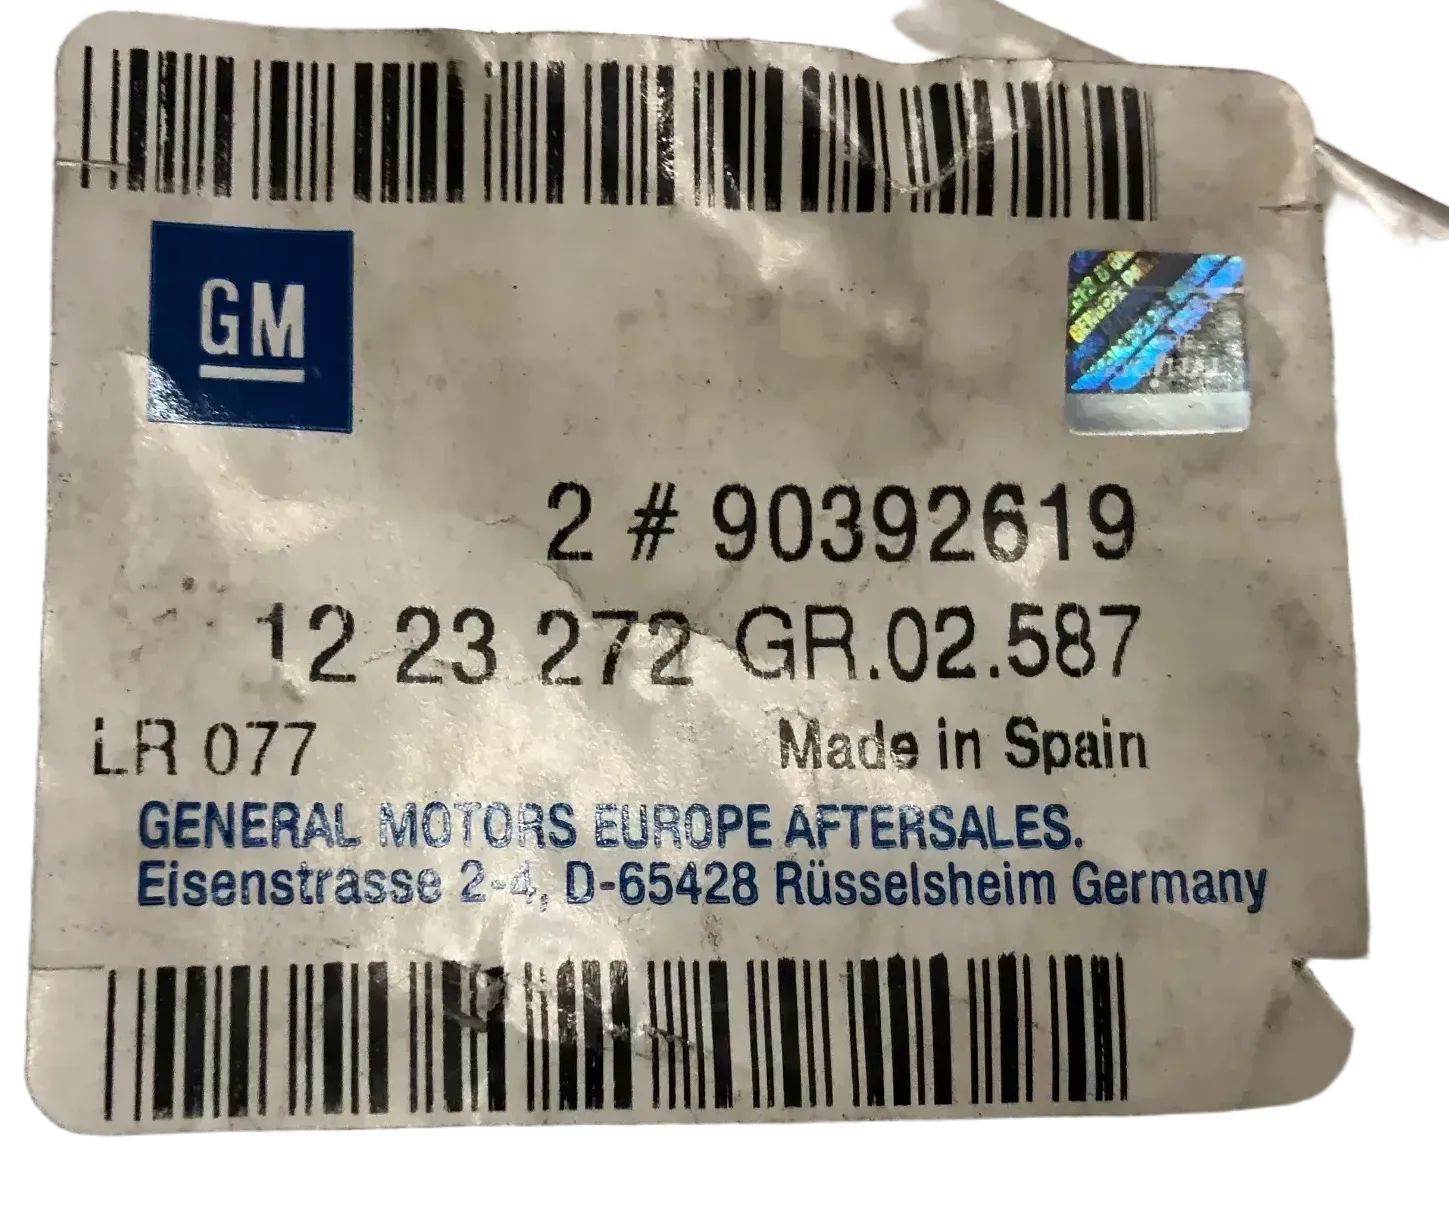 GM
2 # 90392619
12 23 272 GR.02.587
LR 077
Made in Spain
GENERAL MOTORS EUROPE AFTERSALES.
Eisenstrasse 2-4, D-65428 Rüsselsheim Germany